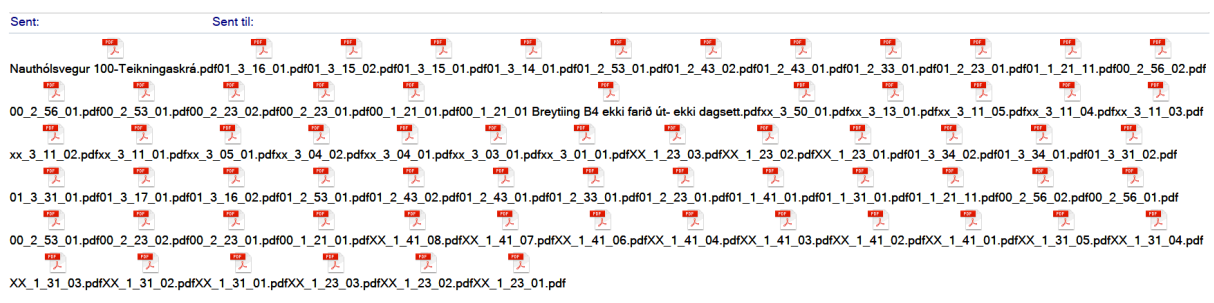 Sent: Sent til:
Nauthólsvegur 100-Teikningaskrá.pdf01_3_16_01.pdf01_3_15_02.pdf01_3_15_01.pdf01_3_14_01.pdf01_2_53_01.pdf01_2_43_02.pdf01_2_43_01.pdf01_2_33_01.pdf01_2_23_01.pdf01_1_21_11.pdf00_2_56_02.pdf
00_2_56_01.pdf00_2_53_01.pdf00_2_23_02.pdf00_2_23_01.pdf00_1_21_01.pdf00_1_21_01 Breytiing B4 ekki farið út- ekki dagsett.pdfxx_3_50_01.pdfxx_3_13_01.pdfxx_3_11_05.pdfxx_3_11_04.pdfxx_3_11_03.pdf
xx_3_11_02.pdfxx_3_11_01.pdfxx_3_05_01.pdfxx_3_04_02.pdfxx_3_04_01.pdfxx_3_03_01.pdfxx_3_01_01.pdfXX_1_23_03.pdfXX_1_23_02.pdfXX_1_23_01.pdf01_3_34_02.pdf01_3_34_01.pdf01_3_31_02.pdf
01_3_31_01.pdf01_3_17_01.pdf01_3_16_02.pdf01_2_53_01.pdf01_2_43_02.pdf01_2_43_01.pdf01_2_33_01.pdf01_2_23_01.pdf01_1_41_01.pdf01_1_31_01.pdf01_1_21_11.pdf00_2_56_02.pdf00_2_56_01.pdf
00_2_53_01.pdf00_2_23_02.pdf00_2_23_01.pdf00_1_21_01.pdfXX_1_41_08.pdfXX_1_41_07.pdfXX_1_41_06.pdfXX_1_41_04.pdfXX_1_41_03.pdfXX_1_41_02.pdfXX_1_41_01.pdfXX_1_31_05.pdfXX_1_31_04.pdf
XX_1_31_03.pdfXX_1_31_02.pdfXX_1_31_01.pdfXX_1_23_03.pdfXX_1_23_02.pdfXX_1_23_01.pdf